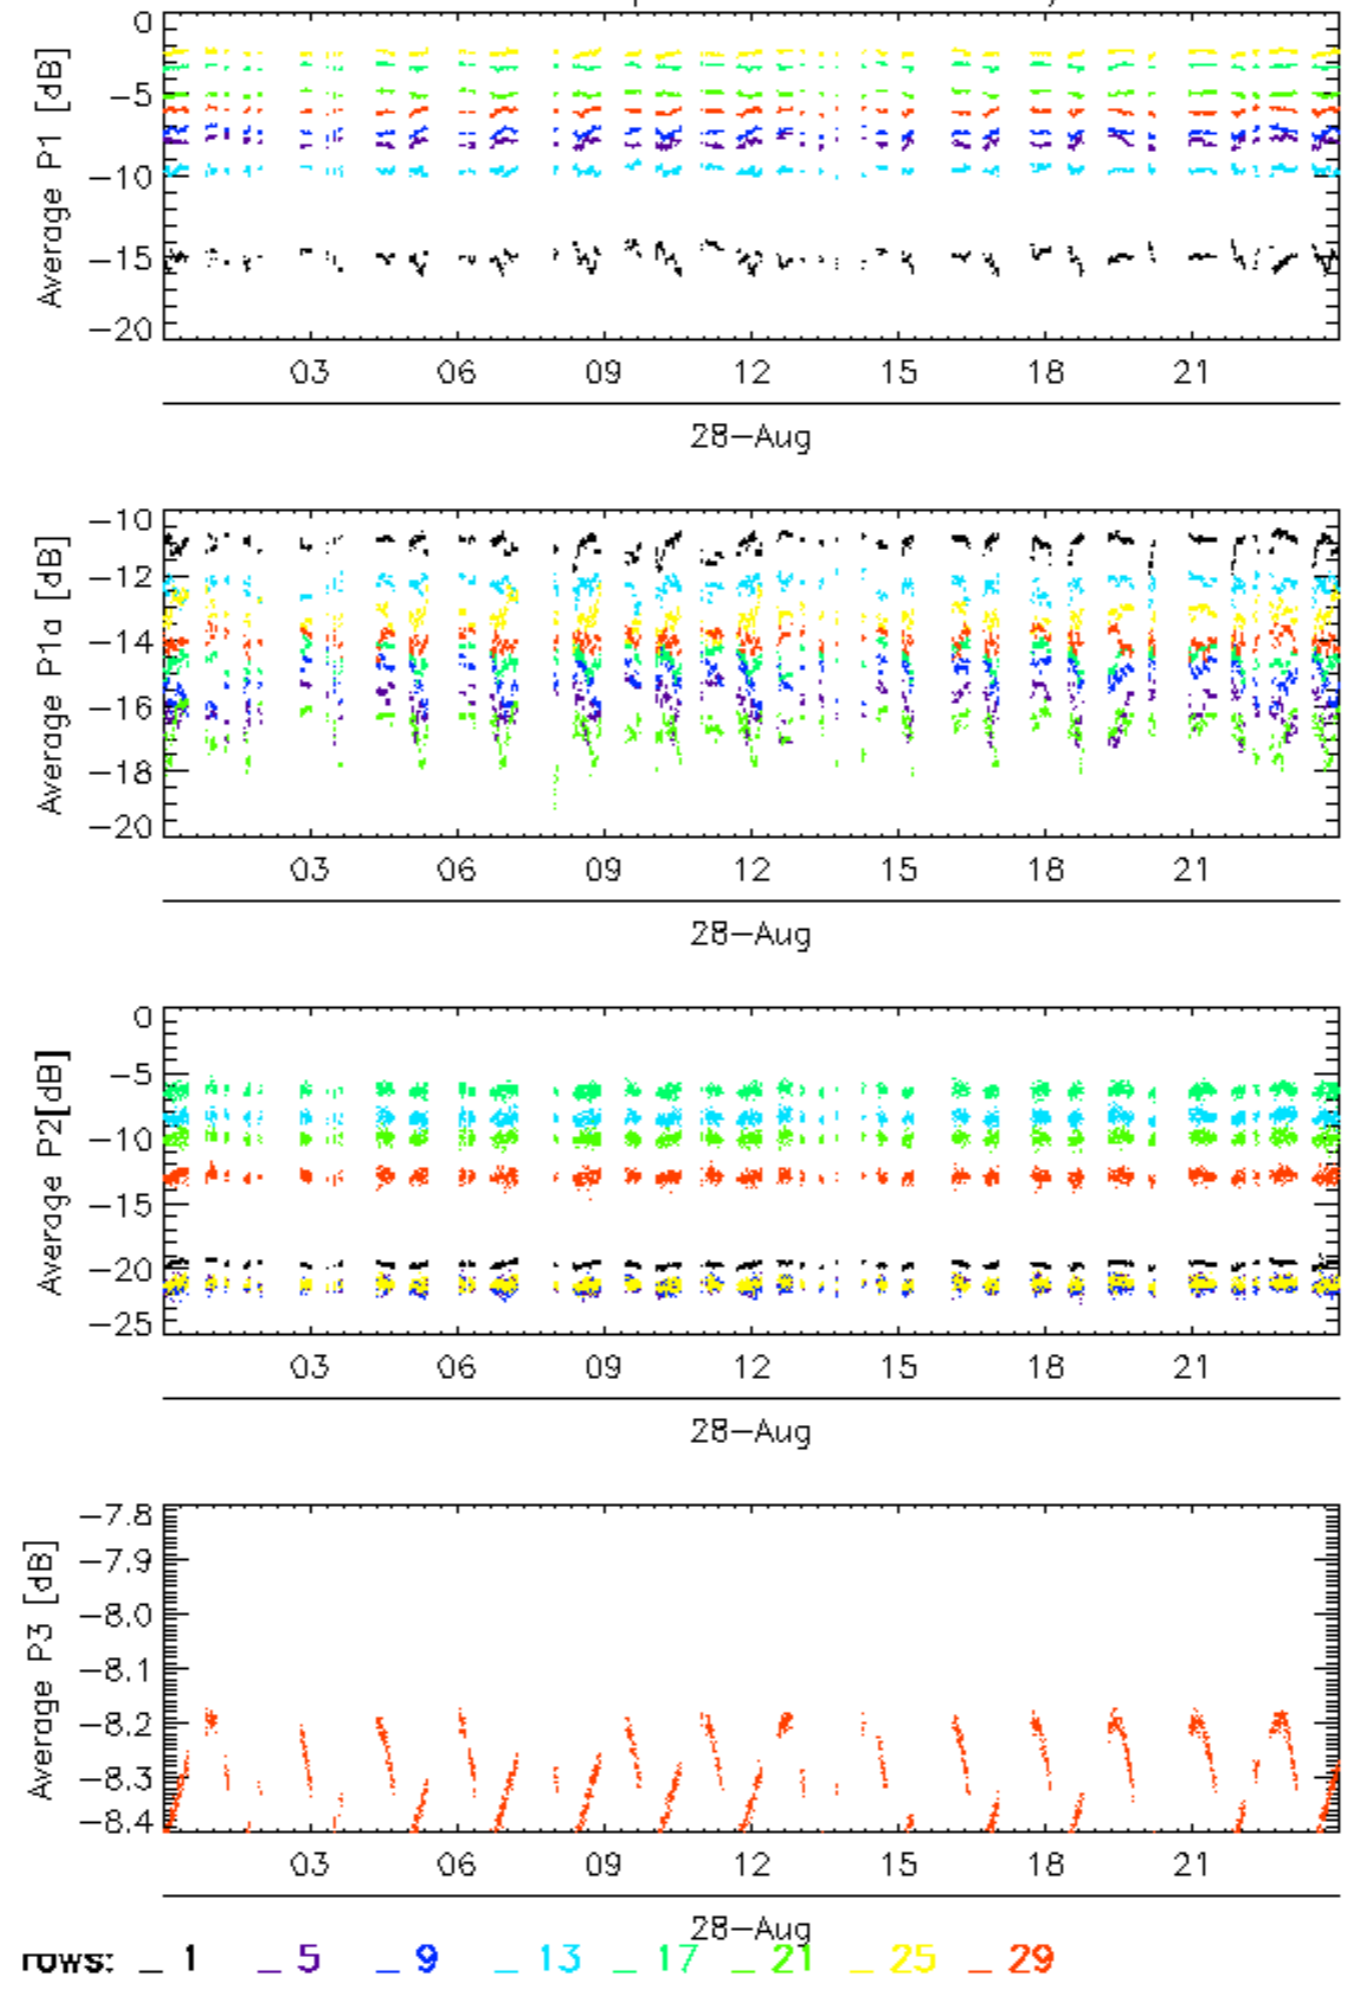 0
−5
−10
−15
−20
Average P1 [dB]
03 06 09 12 15 18 21
28−Aug
−10
−12
−14
−16
−18
−20
Average P1a [dB]
03 06 09 12 15 18 21
28−Aug
0
−5
−10
−15
−20
−25
Average P2[dB]
03 06 09 12 15 18 21
28−Aug
−7.8
−7.9
−8.0
−8.1
−8.2
−8.3
−8.4
Average P3 [dB]
03 06 09 12 15 18 21
28−Aug
rows: _ 1 _ 5 _ 9 _ 13 _ 17 _ 21 _ 25 _ 29